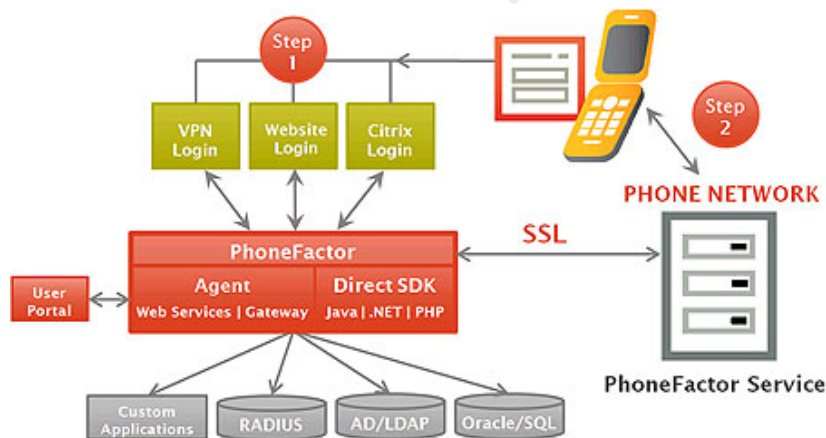 Step
1
Step
2
VPN
Login
Website
Login
Citrix
Login
PHONE NETWORK
SSL
PhoneFactor
Agent
Direct SDK
Web Services | Gateway
Java | .NET | PHP
User
Portal
PhoneFactor Service
Custom
Applications
RADIUS
AD/LDAP
Oracle/SQL